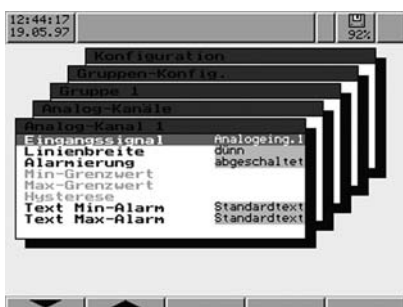 12:44:17
19.05.97
92%
Konfiguration
Gruppen-Konfig.
Gruppe 1
Analog-Kanäle
Analog-Kanal 1
Eingangssignal Analogeing.1
Linienbreite dünn
Alarmierung abgeschaltet
Min-Grenzwert
Max-Grenzwert
Hysterese
Text Min-Alarm Standardtext
Text Max-Alarm Standardtext